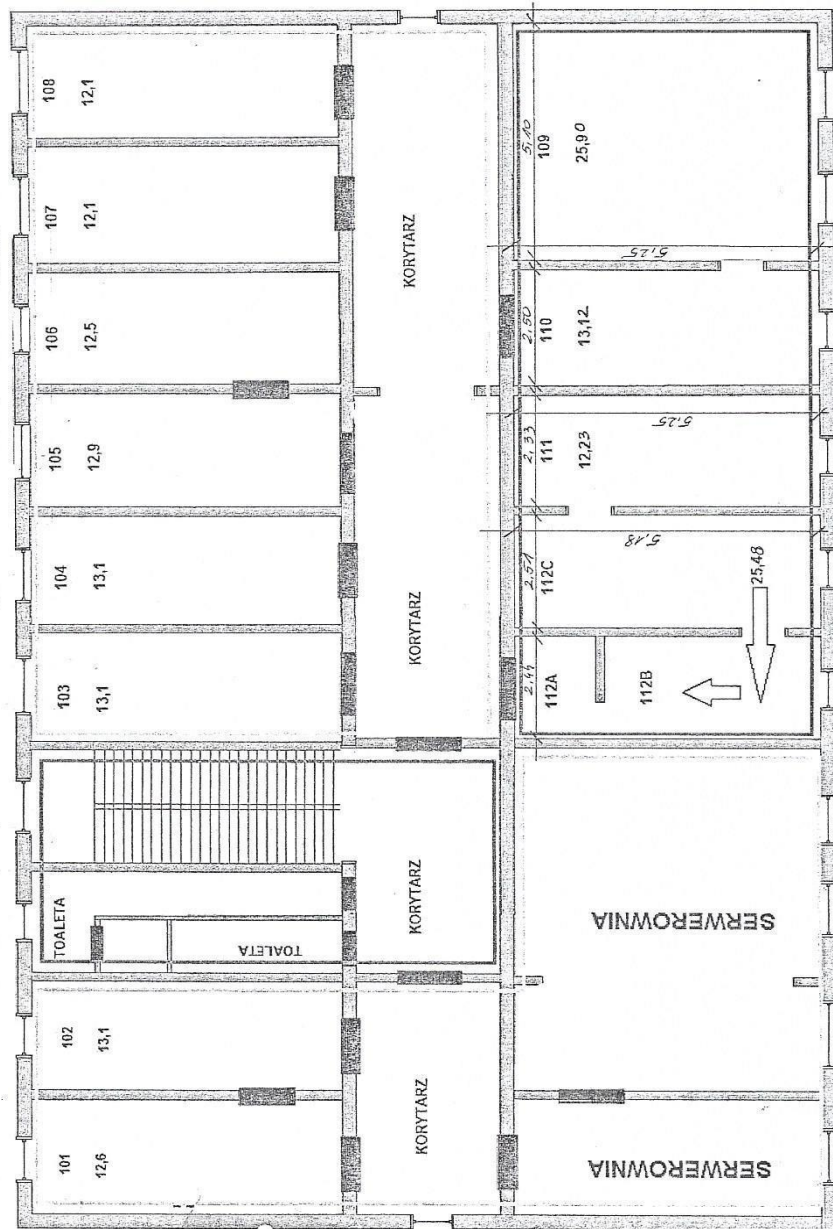 108
12,1
107
12,1
106
12,5
105
12,9
104
13,1
103
13,1
TOALETA
TOALETA
102
13,1
101
12,6
KORYTARZ
KORYTARZ
KORYTARZ
KORYTARZ
5,10
109
25,90
5,25
2,50
110
13,12
2,33
111
12,23
5,25
2,51
112C
5,18
25,48
2,44
112A
112B
SERWEROWNIA
SERWEROWNIA